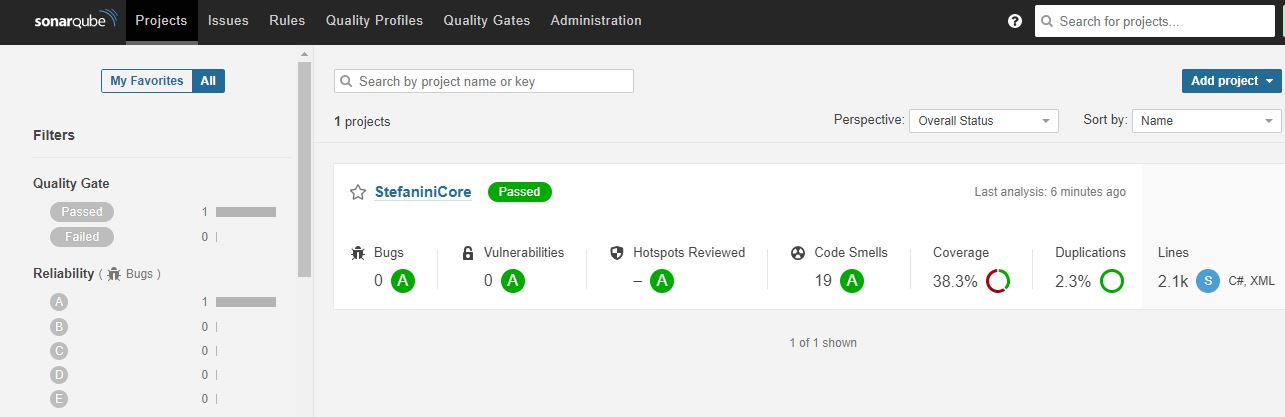 sonarqube Projects Issues Rules Quality Profiles Quality Gates Administration ? Search for projects...
My Favorites All
Search by project name or key
Add project
1 projects
Perspective: Overall Status Sort by: Name
Filters
Quality Gate
Passed 1
Failed 0
Reliability ( Bugs )
A 1
B 0
C 0
D 0
E 0
StefaniniCore Passed Last analysis: 6 minutes ago
Bugs Vulnerabilities Hotspots Reviewed Code Smells Coverage Duplications Lines
0 A 0 A – A 19 A 38.3% 2.3% 2.1k S C#, XML
1 of 1 shown